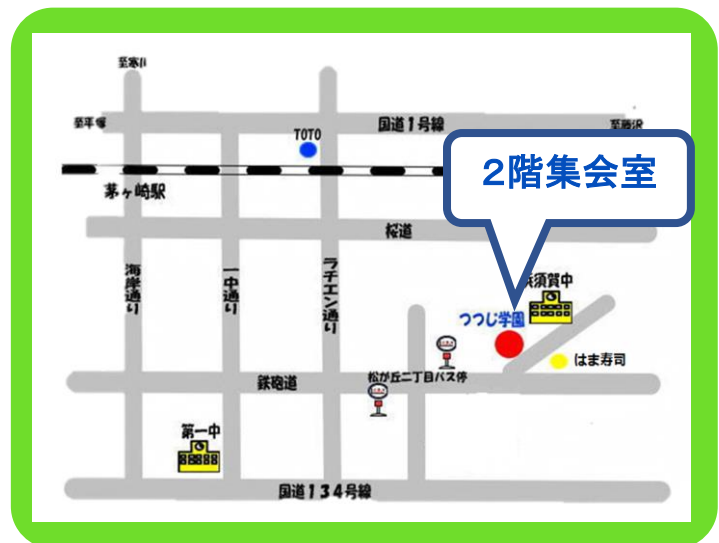 至寒川
至平塚
国道1号線
至藤沢
TOTO
2階集会室
茅ヶ崎駅
桜道
海岸通り
一中通り
ラチエン通り
浜須賀中
つつじ学園
はま寿司
松が丘二丁目バス停
鉄砲道
第一中
国道134号線